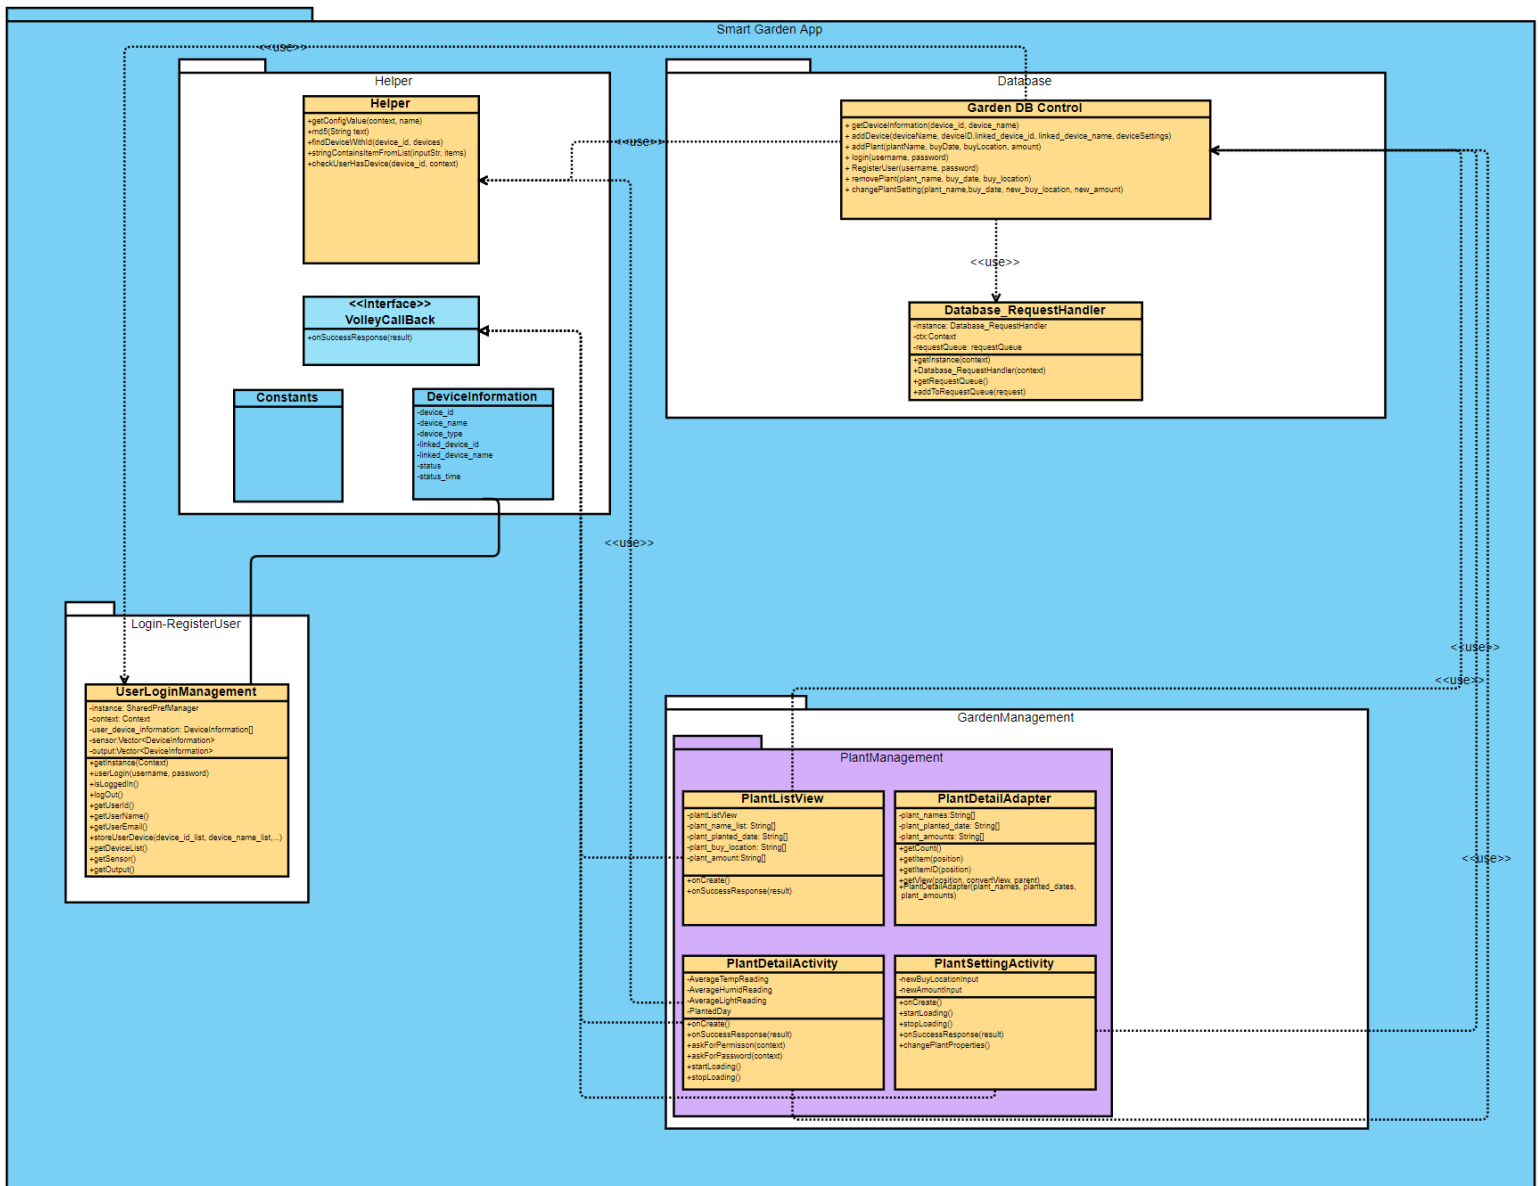 Smart Garden App
<<use>>
Helper
Helper
+getConfigValue(context, name)
+md5(String text)
+findDeviceWithId(device_id, devices)
+stringContainsItemFromList(inputStr, items)
+checkUserHasDevice(device_id, context)
<<Interface>>
VolleyCallBack
+onSuccessResponse(result)
Constants
DeviceInformation
-device_id
-device_name
-device_type
-linked_device_id
-linked_device_name
-status
-status_time
<<use>>
Database
Garden DB Control
+ getDeviceInformation(device_id, device_name)
+ addDevice(deviceName, deviceID,linked_device_id, linked_device_name, deviceSettings)
+ addPlant(plantName, buyDate, buyLocation, amount)
+ login(username, password)
+ RegisterUser(username, password)
+ removePlant(plant_name, buy_date, buy_location)
+ changePlantSetting(plant_name,buy_date, new_buy_location, new_amount)
<<use>>
Database_RequestHandler
-instance: Database_RequestHandler
-ctx:Context
-requestQueue: requestQueue
+getInstance(context)
+Database_RequestHandler(context)
+getRequestQueue()
+addToRequestQueue(request)
<<use>>
Login-RegisterUser
UserLoginManagement
-instance: SharedPrefManager
-context: Context
-user_device_information: DeviceInformation[]
-sensor:Vector<DeviceInformation>
-output:Vector<DeviceInformation>
+getInstance(Context)
+userLogin(username, password)
+isLoggedIn()
+logOut()
+getUserId()
+getUserName()
+getUserEmail()
+storeUserDevice(device_id_list, device_name_list,...)
+getDeviceList()
+getSensor()
+getOutput()
<<use>>
<<use>>
<<use>>
GardenManagement
PlantManagement
PlantListView
-plantListView
-plant_name_list: String[]
-plant_planted_date: String[]
-plant_buy_location: String[]
-plant_amount:String[]
+onCreate()
+onSuccessResponse(result)
PlantDetailAdapter
-plant_names:String[]
-plant_planted_date: String[]
-plant_amounts: String[]
+getCount()
+getItem(position)
+getItemID(position)
+getView(position, convertView, parent)
+PlantDetailAdapter(plant_names, planted_dates,
plant_amounts)
PlantDetailActivity
-AverageTempReading
-AverageHumidReading
-AverageLightReading
-PlantedDay
+onCreate()
+onSuccessResponse(result)
+askForPermisson(context)
+askForPassword(context)
+startLoading()
+stopLoading()
PlantSettingActivity
-newBuyLocationInput
-newAmountInput
+onCreate()
+startLoading()
+stopLoading()
+onSuccessResponse(result)
+changePlantProperties()